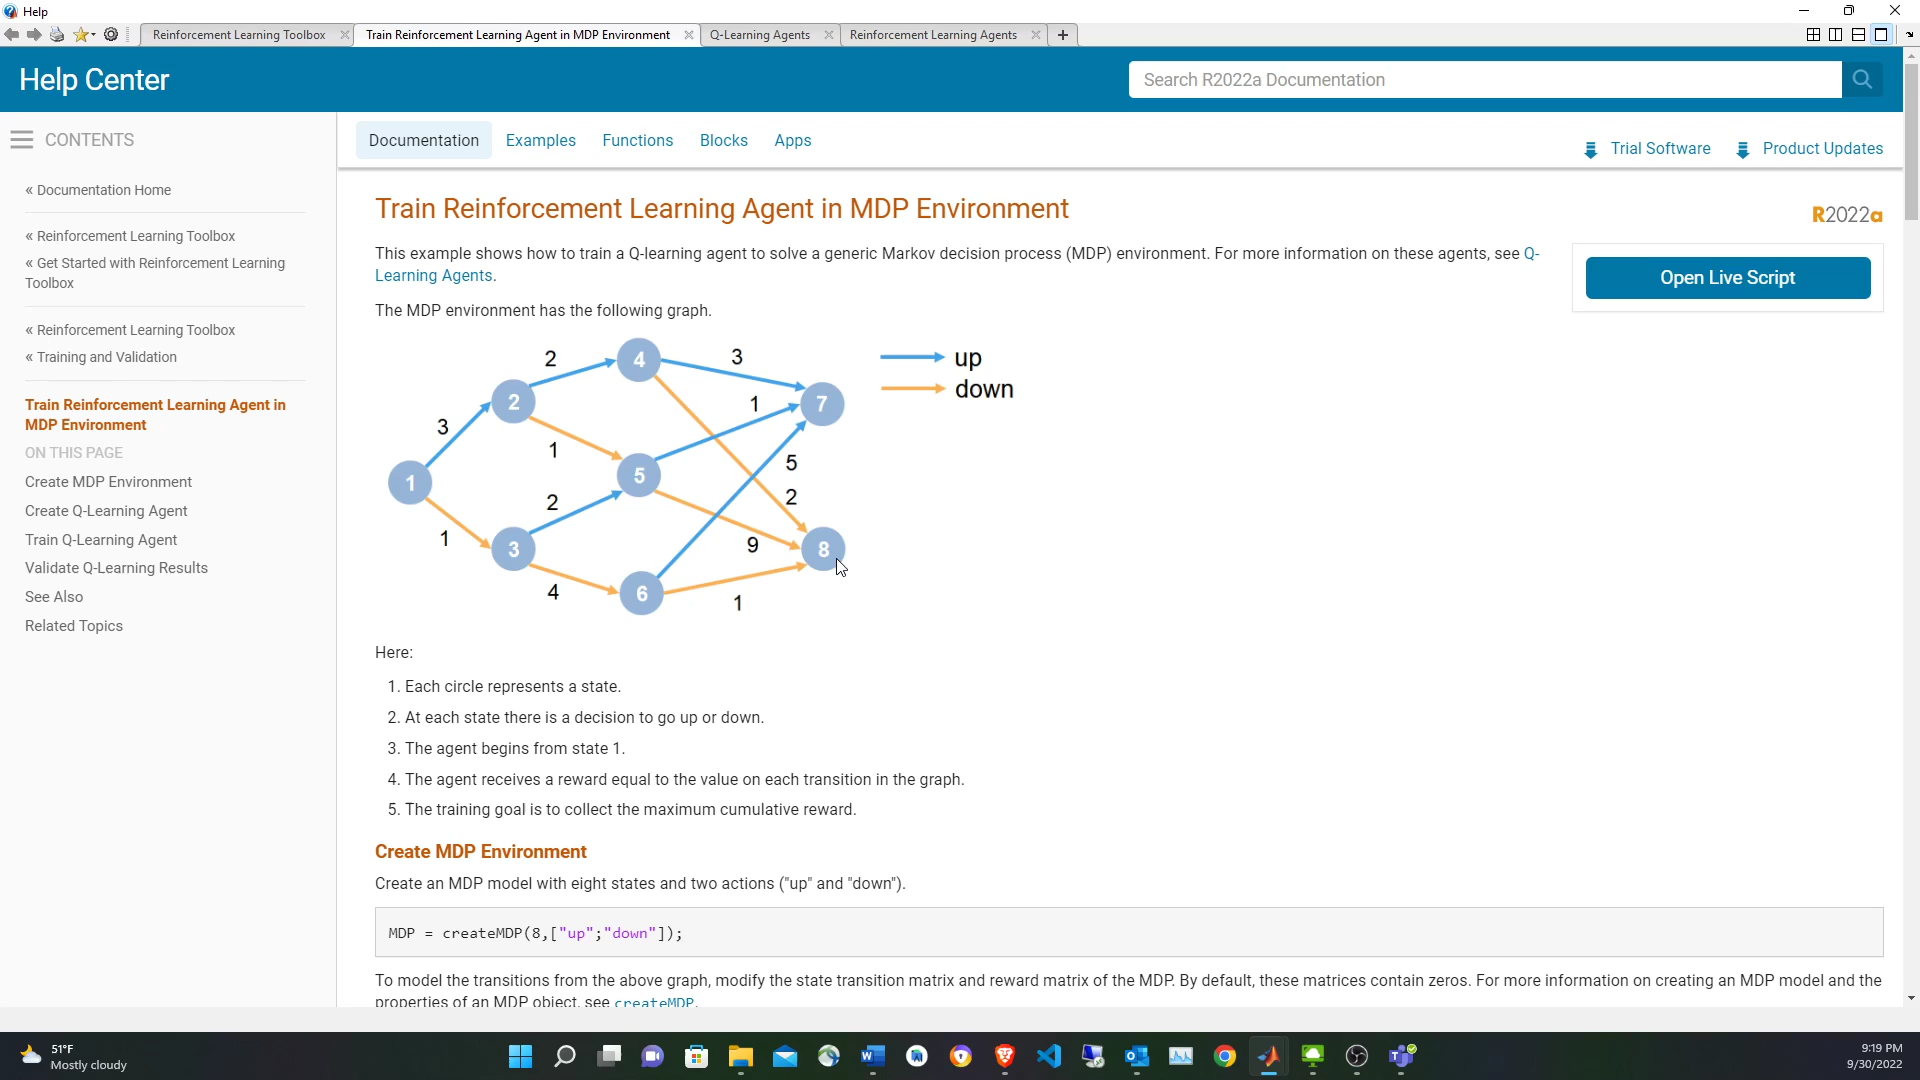 Help
Reinforcement Learning Toolbox
Train Reinforcement Learning Agent in MDP Environment
Q-Learning Agents
Reinforcement Learning Agents
Help Center
Search R2022a Documentation
CONTENTS
Documentation
Examples
Functions
Blocks
Apps
Trial Software
Product Updates
« Documentation Home
« Reinforcement Learning Toolbox
« Get Started with Reinforcement Learning
Toolbox
« Reinforcement Learning Toolbox
« Training and Validation
Train Reinforcement Learning Agent in
MDP Environment
ON THIS PAGE
Create MDP Environment
Create Q-Learning Agent
Train Q-Learning Agent
Validate Q-Learning Results
See Also
Related Topics
Train Reinforcement Learning Agent in MDP Environment
R2022a
Open Live Script
This example shows how to train a Q-learning agent to solve a generic Markov decision process (MDP) environment. For more information on these agents, see Q-
Learning Agents.
The MDP environment has the following graph.
2
4
3
up
down
2
1
7
3
1
5
5
1
2
2
1
3
9
8
4
6
1
Here:
1. Each circle represents a state.
2. At each state there is a decision to go up or down.
3. The agent begins from state 1.
4. The agent receives a reward equal to the value on each transition in the graph.
5. The training goal is to collect the maximum cumulative reward.
Create MDP Environment
Create an MDP model with eight states and two actions ("up" and "down").
MDP = createMDP(8,["up";"down"]);
To model the transitions from the above graph, modify the state transition matrix and reward matrix of the MDP. By default, these matrices contain zeros. For more information on creating an MDP model and the
properties of an MDP object, see createMDP.
51°F
Mostly cloudy
9:19 PM
9/30/2022